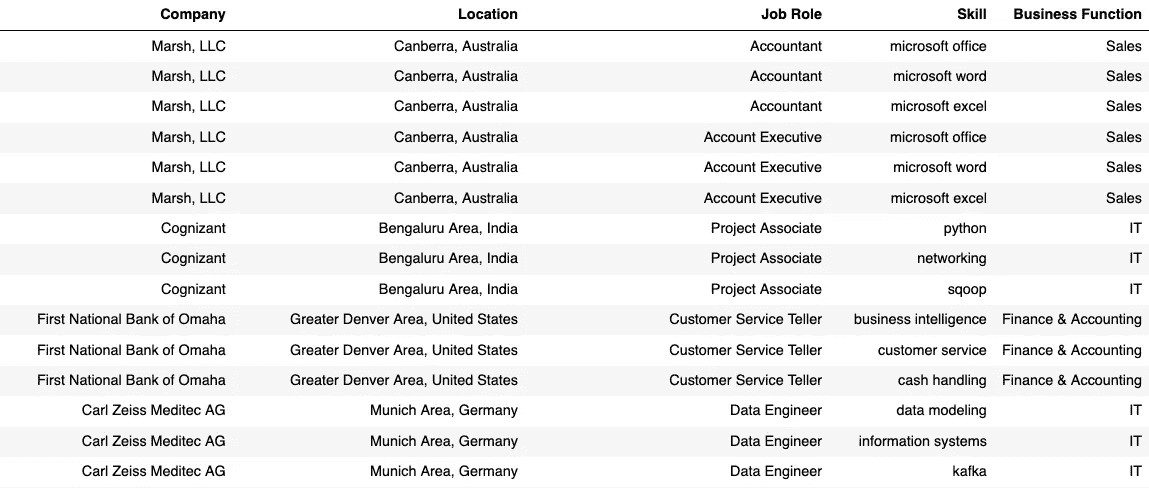 Company Location Job Role Skill Business Function
Marsh, LLC Canberra, Australia Accountant microsoft office Sales
Marsh, LLC Canberra, Australia Accountant microsoft word Sales
Marsh, LLC Canberra, Australia Accountant microsoft excel Sales
Marsh, LLC Canberra, Australia Account Executive microsoft office Sales
Marsh, LLC Canberra, Australia Account Executive microsoft word Sales
Marsh, LLC Canberra, Australia Account Executive microsoft excel Sales
Cognizant Bengaluru Area, India Project Associate python IT
Cognizant Bengaluru Area, India Project Associate networking IT
Cognizant Bengaluru Area, India Project Associate sqoop IT
First National Bank of Omaha Greater Denver Area, United States Customer Service Teller business intelligence Finance & Accounting
First National Bank of Omaha Greater Denver Area, United States Customer Service Teller customer service Finance & Accounting
First National Bank of Omaha Greater Denver Area, United States Customer Service Teller cash handling Finance & Accounting
Carl Zeiss Meditec AG Munich Area, Germany Data Engineer data modeling IT
Carl Zeiss Meditec AG Munich Area, Germany Data Engineer information systems IT
Carl Zeiss Meditec AG Munich Area, Germany Data Engineer kafka IT